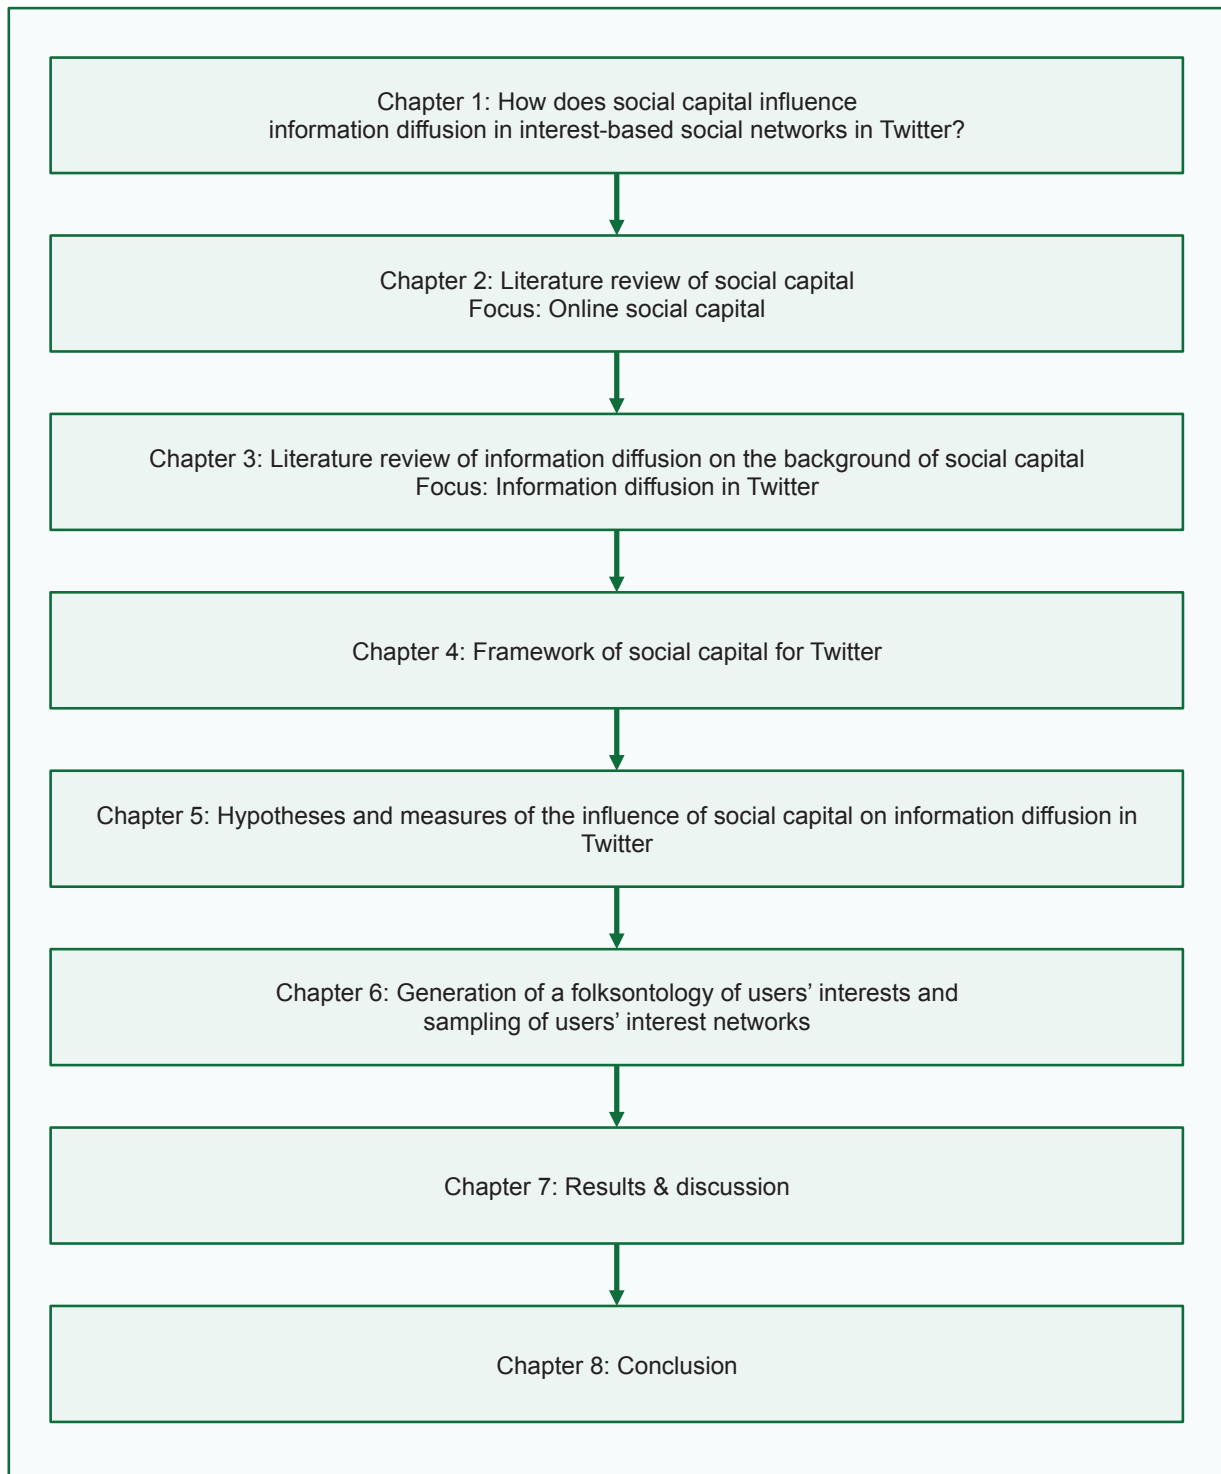 Chapter 1: How does social capital influence
information diffusion in interest-based social networks in Twitter?
Chapter 2: Literature review of social capital
Focus: Online social capital
Chapter 3: Literature review of information diffusion on the background of social capital
Focus: Information diffusion in Twitter
Chapter 4: Framework of social capital for Twitter
Chapter 5: Hypotheses and measures of the influence of social capital on information diffusion in
Twitter
Chapter 6: Generation of a folksontology of users’ interests and
sampling of users’ interest networks
Chapter 7: Results & discussion
Chapter 8: Conclusion